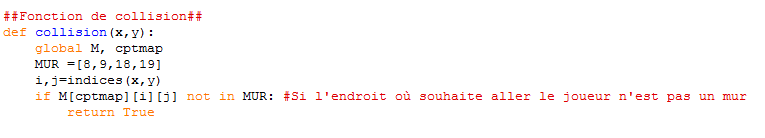 ##Fonction de collision##
def collision(x,y):
    global M, cptmap
    MUR =[8,9,18,19]
    i,j=indices(x,y)
    if M[cptmap][i][j] not in MUR: #Si l'endroit où souhaite aller le joueur n'est pas un mur
        return True